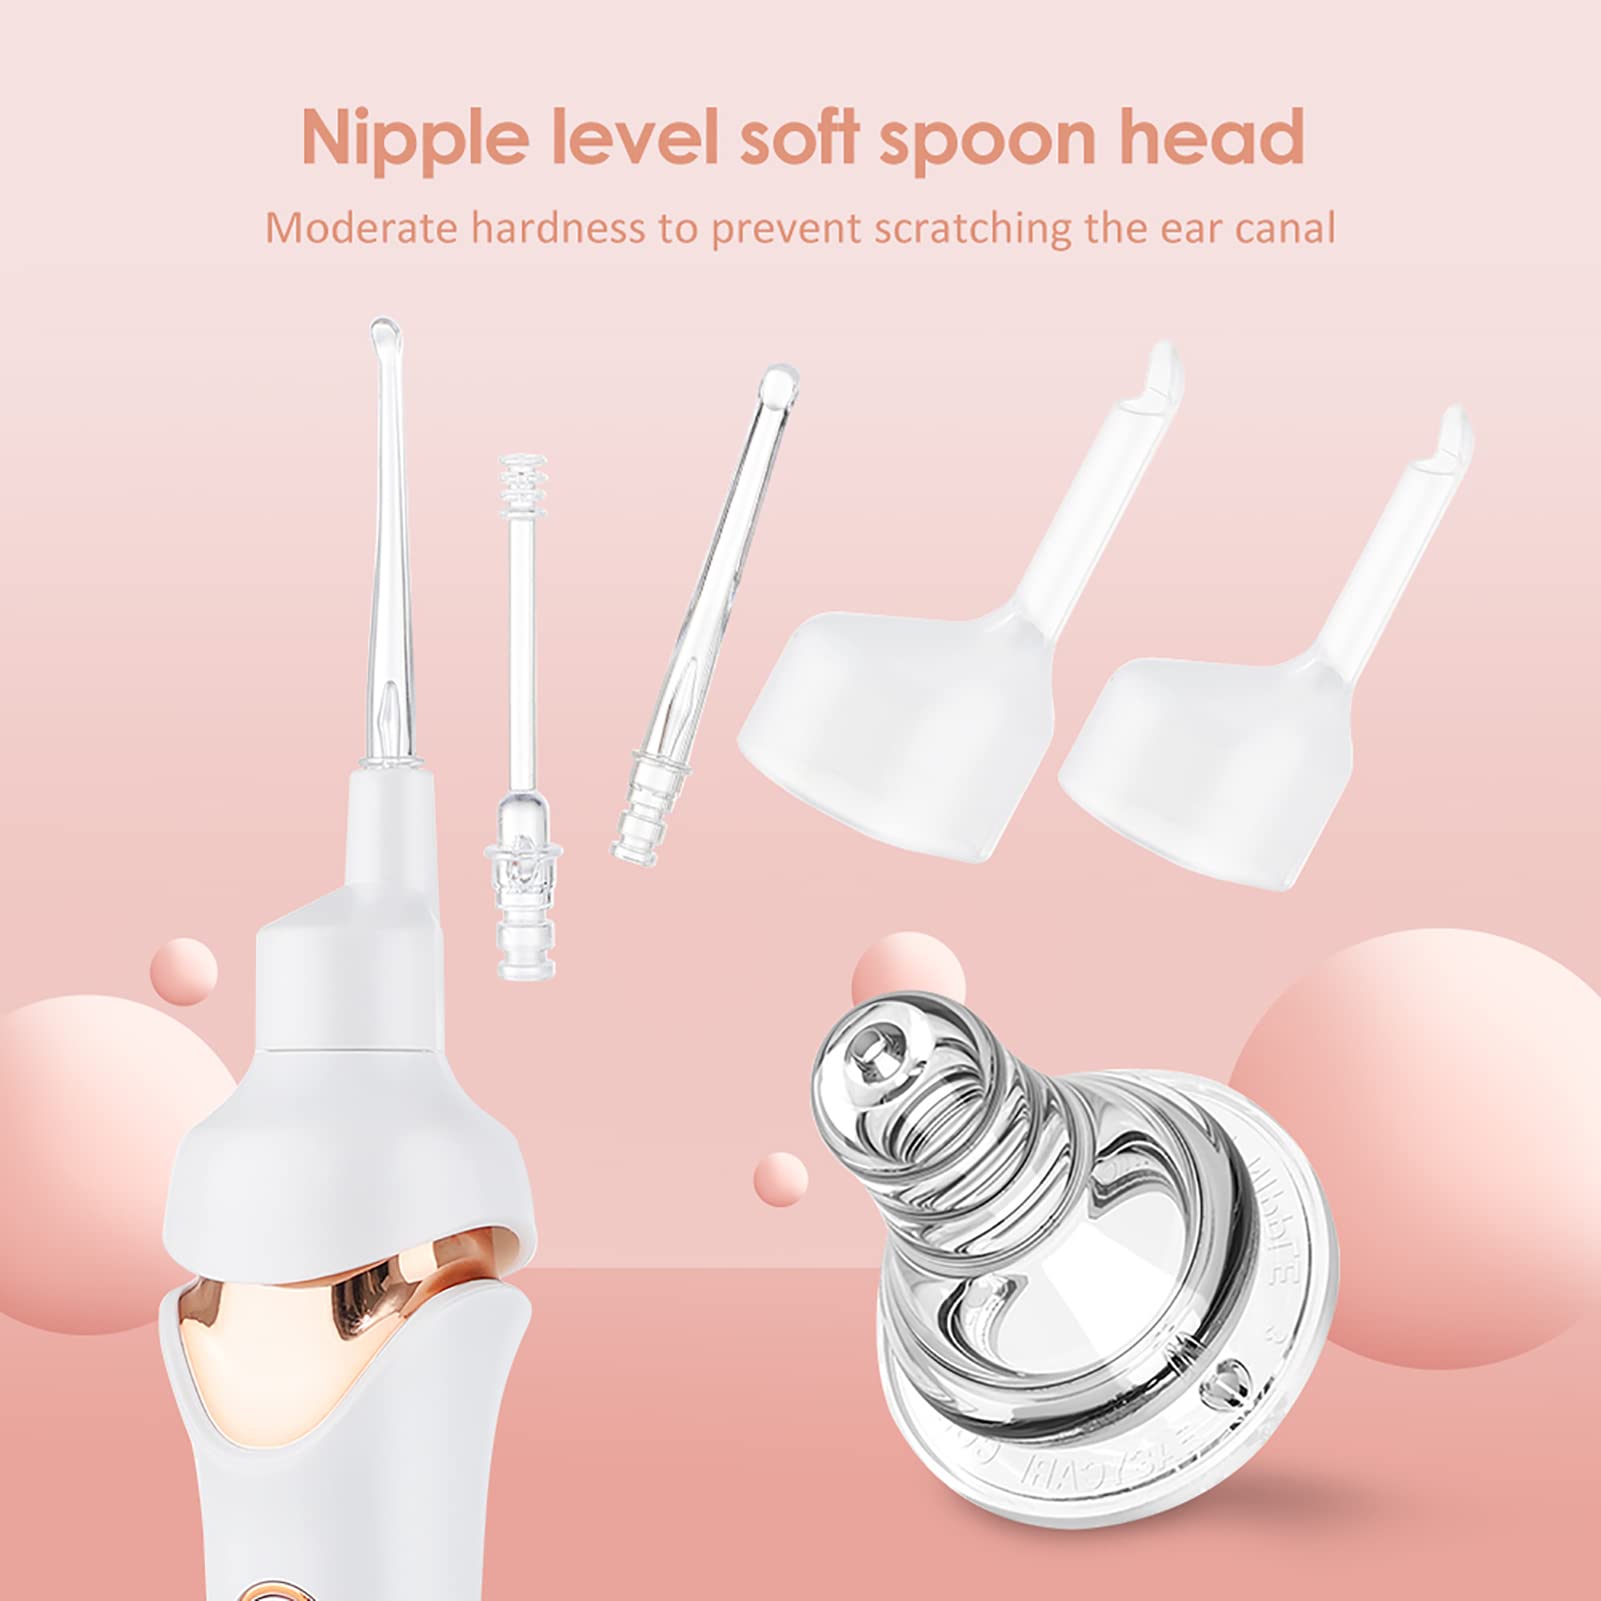 Nipple level soft spoon head
Moderate hardness to prevent scratching the ear canal